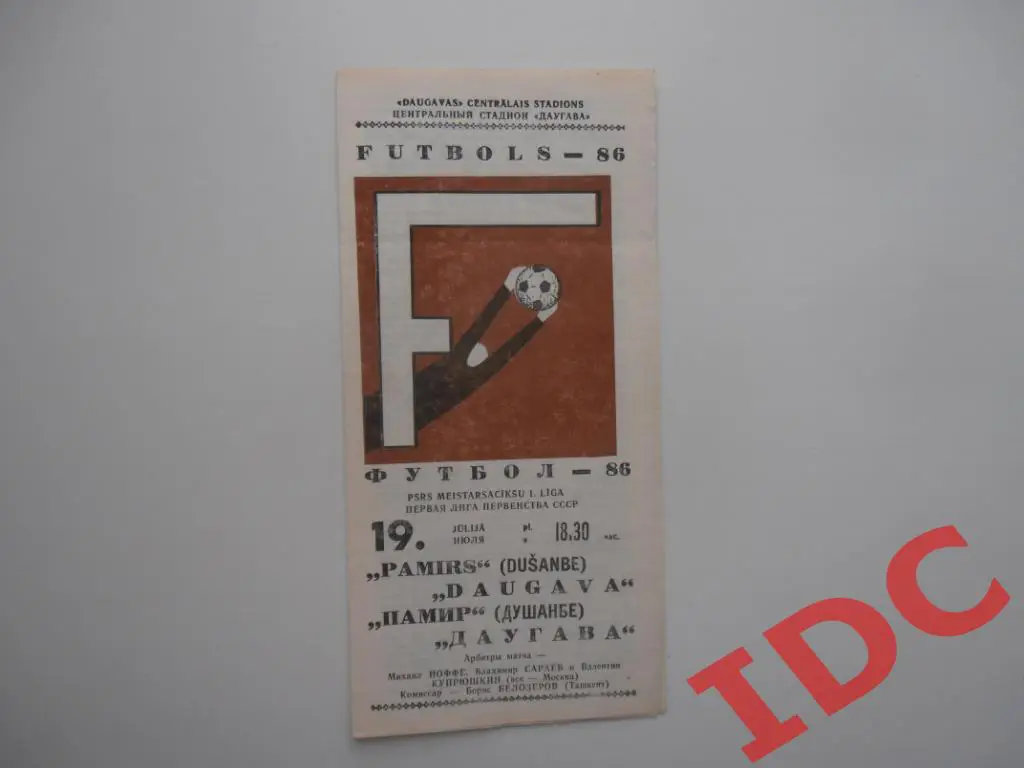 «DAUGAVAS» CENTRĀLAIS STADIONS
ЦЕНТРАЛЬНЫЙ СТАДИОН «ДАУГАВА»
FUTBOLS — 86
F
ФУТБОЛ — 86
PSRS MEISTARSACĪKŠU I. LĪGA
ПЕРВАЯ ЛИГА ПЕРВЕНСТВА СССР
19. JŪLIJĀ pl. 18.30
ИЮЛЯ в час.
„PAMIRS“ (DUŠANBE)
„DAUGAVA“
„ПАМИР“ (ДУШАНБЕ)
„ДАУГАВА“
Арбитры матча —
Михаил ИОФФЕ, Владимир САРАЕВ и Валентин
КУПРЮШКИН (все — Москва)
Комиссар — Борис БЕЛОЗЕРОВ (Ташкент)
IDC